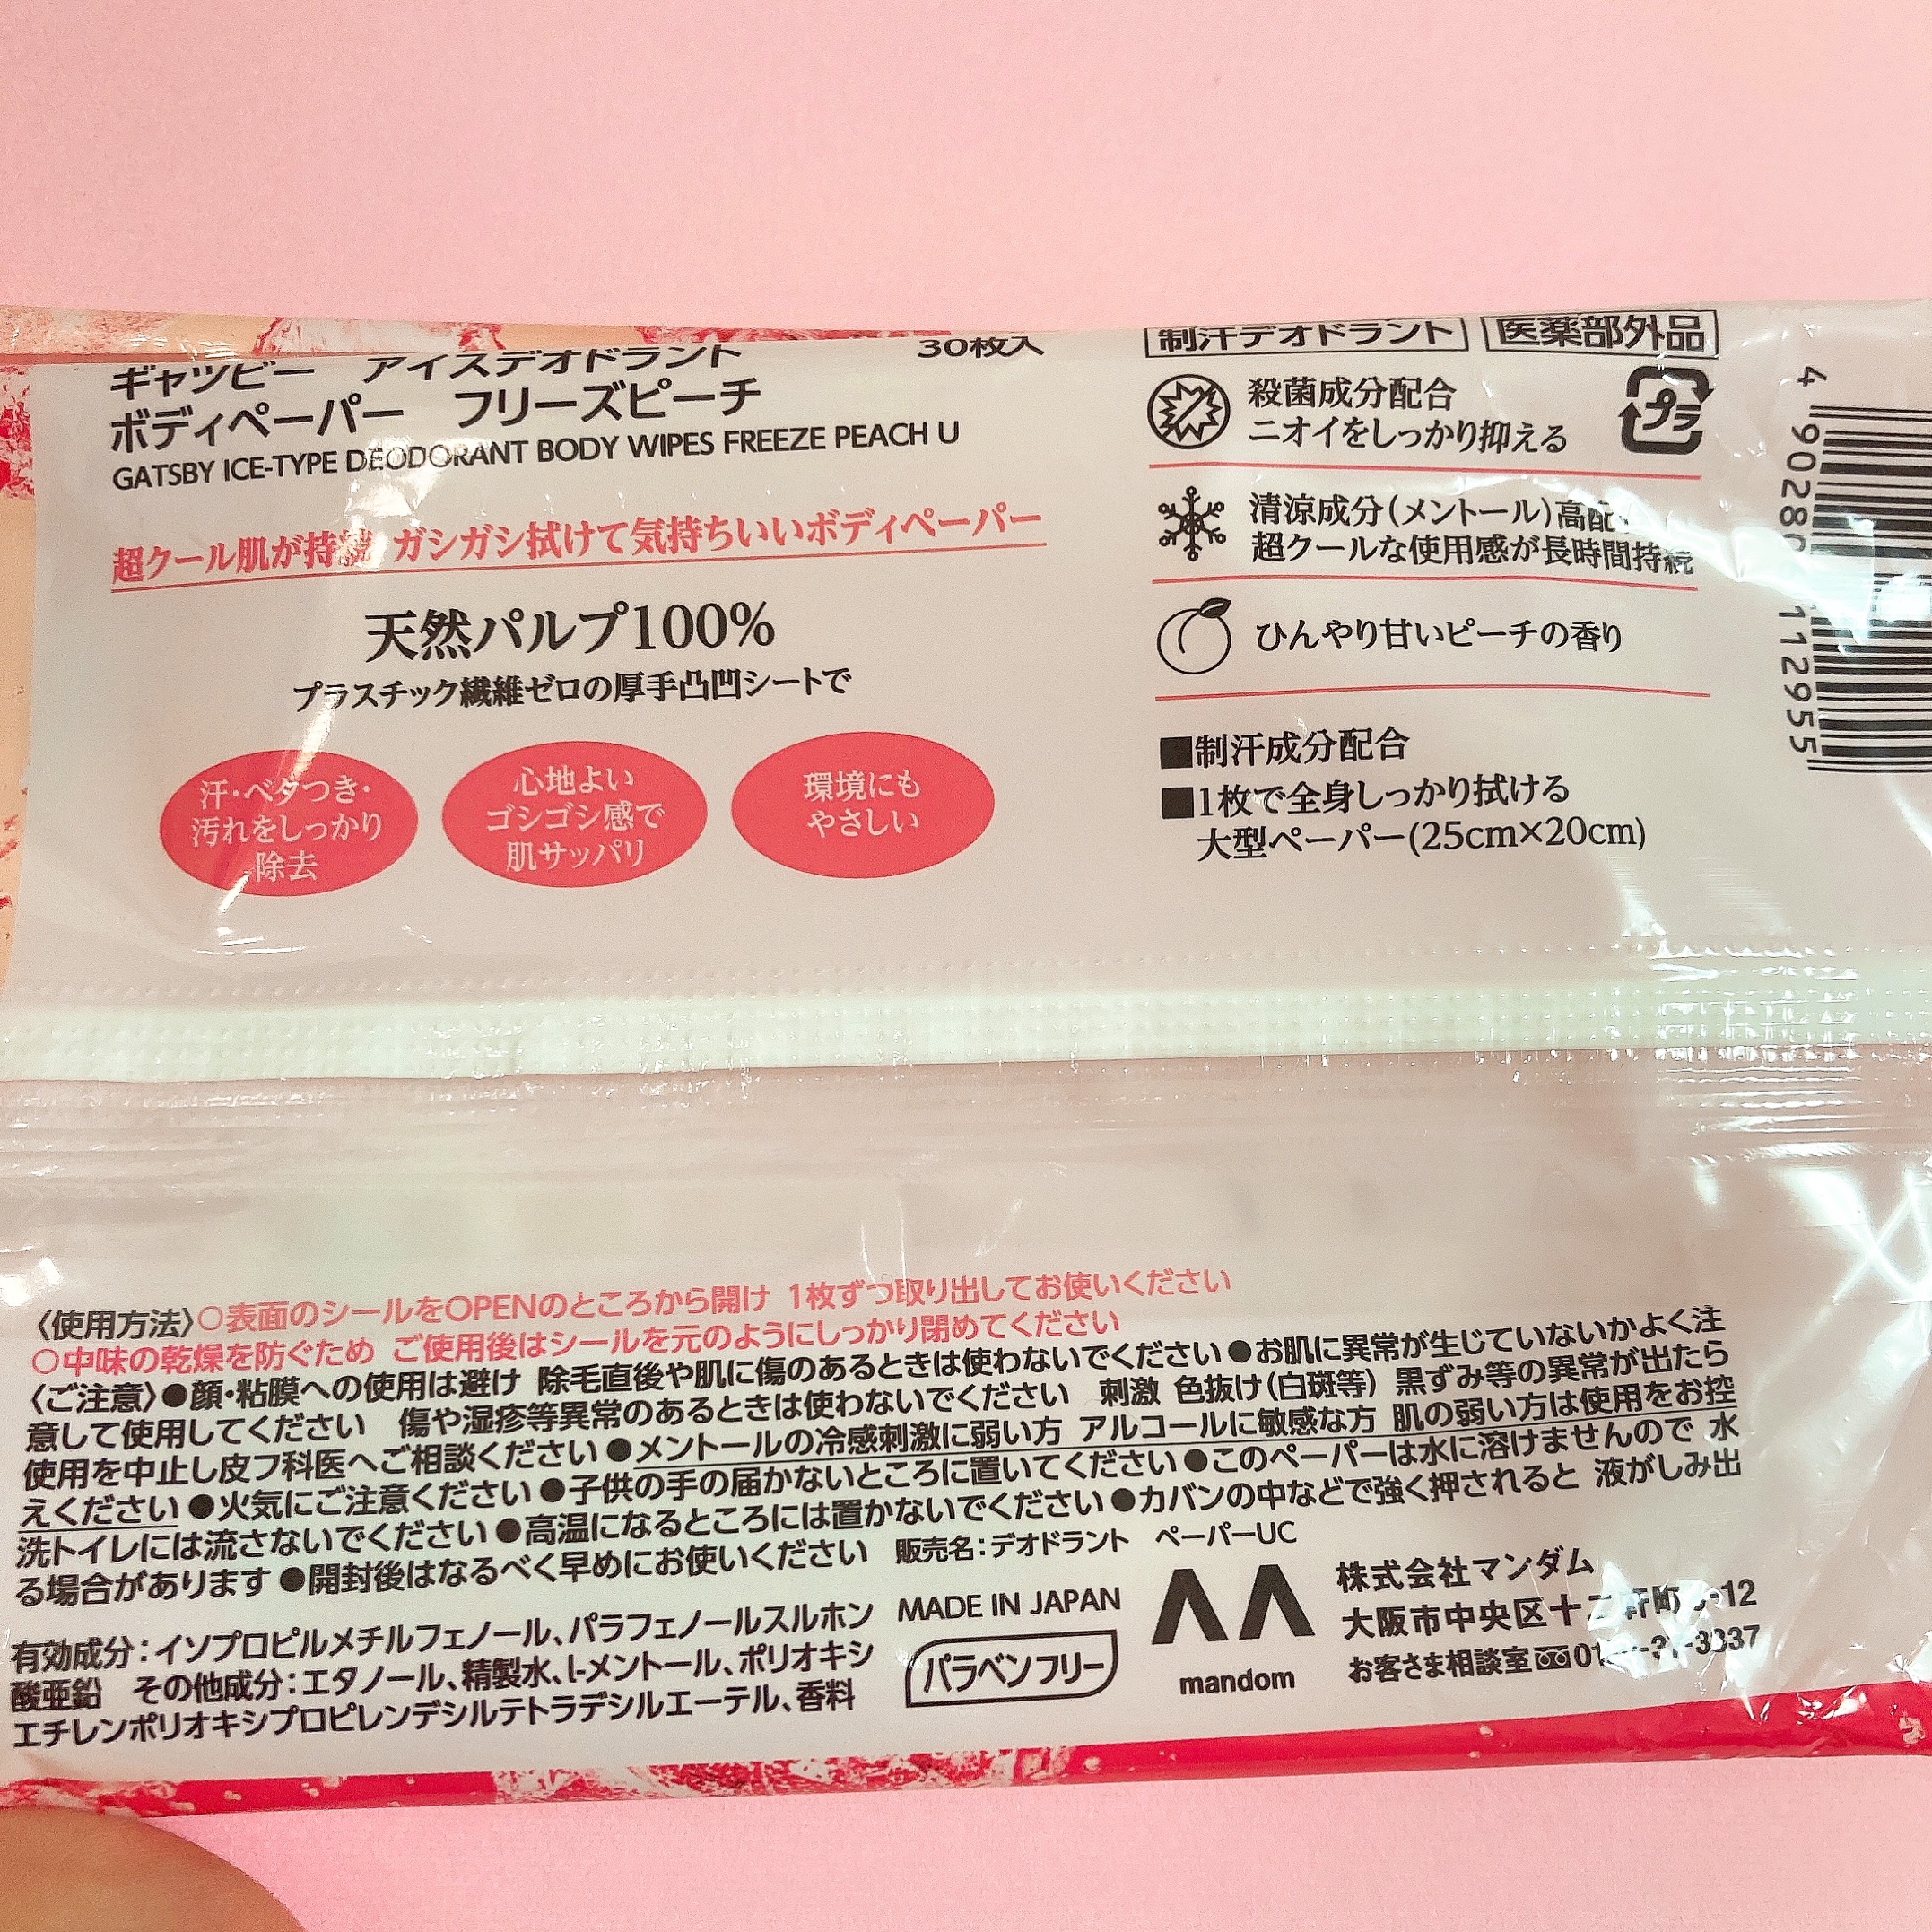 ギャツビー　アイスデオドラント　30枚入
ボディペーパー　フリーズピーチ
GATSBY ICE-TYPE DEODORANT BODY WIPES FREEZE PEACH U
超クール肌が持続 ガシガシ拭けて気持ちいいボディペーパー
天然パルプ100%
プラスチック繊維ゼロの厚手凸凹シートで
汗・ベタつき・
汚れをしっかり
除去
心地よい
ゴシゴシ感で
肌サッパリ
環境にも
やさしい
制汗デオドラント 医薬部外品
殺菌成分配合
ニオイをしっかり抑える
プラ
清涼成分(メントール)高配
超クールな使用感が長時間持続
ひんやり甘いピーチの香り
■制汗成分配合
■1枚で全身しっかり拭ける
大型ペーパー(25cm×20cm)
4 90280 112955
〈使用方法〉○表面のシールをOPENのところから開け 1枚ずつ取り出してお使いください
○中味の乾燥を防ぐため ご使用後はシールを元のようにしっかり閉めてください
〈ご注意〉●顔・粘膜への使用は避け 除毛直後や肌に傷のあるときは使わないでください●お肌に異常が生じていないかよく注
意して使用してください　傷や湿疹等異常のあるときは使わないでください　刺激 色抜け(白斑等) 黒ずみ等の異常が出たら
使用を中止し皮フ科医へご相談ください●メントールの冷感刺激に弱い方 アルコールに敏感な方 肌の弱い方は使用をお控
えください●火気にご注意ください●子供の手の届かないところに置いてください●このペーパーは水に溶けませんので 水
洗トイレには流さないでください●高温になるところには置かないでください●カバンの中などで強く押されると 液がしみ出
る場合があります●開封後はなるべく早めにお使いください　販売名：デオドラント　ペーパーUC
有効成分：イソプロピルメチルフェノール、パラフェノールスルホン
酸亜鉛　その他成分：エタノール、精製水、l-メントール、ポリオキシ
エチレンポリオキシプロピレンデシルテトラデシルエーテル、香料
MADE IN JAPAN
パラベンフリー
mandom
株式会社マンダム
大阪市中央区十二軒町 -12
お客さま相談室 01 -3337